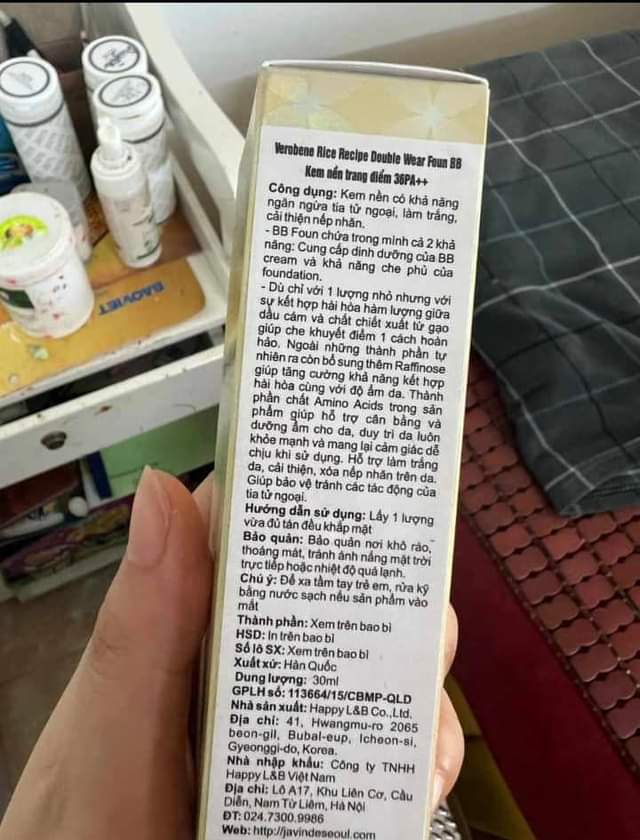 Verobene Rice Recipe Double Wear Foun BB
Kem nền trang điểm 36PA++
Công dụng: Kem nền có khả năng
ngăn ngừa tia tử ngoại, làm trắng,
cải thiện nếp nhăn.
- BB Foun chứa trong mình cả 2 khả
năng: Cung cấp dinh dưỡng của BB
cream và khả năng che phủ của
foundation.
- Dù chỉ với 1 lượng nhỏ nhưng với
sự kết hợp hài hòa hàm lượng giữa
dầu cám và chất chiết xuất từ gạo
giúp che khuyết điểm 1 cách hoàn
hảo. Ngoài những thành phần tự
nhiên ra còn bổ sung thêm Raffinose
giúp tăng cường khả năng kết hợp
hài hòa cùng với độ ẩm da. Thành
phần chất Amino Acids trong sản
phẩm giúp hỗ trợ cân bằng và
dưỡng ẩm cho da, duy trì da luôn
khỏe mạnh và mang lại cảm giác dễ
chịu khi sử dụng. Hỗ trợ làm trắng
da, cải thiện, xóa nếp nhăn trên da.
Giúp bảo vệ tránh các tác động của
tia tử ngoại.
Hướng dẫn sử dụng: Lấy 1 lượng
vừa đủ tán đều khắp mặt
Bảo quản: Bảo quản nơi khô ráo,
thoáng mát, tránh ánh nắng mặt trời
trực tiếp hoặc nhiệt độ quá lạnh.
Chú ý: Để xa tầm tay trẻ em, rửa kỹ
bằng nước sạch nếu sản phẩm vào
mắt
Thành phần: Xem trên bao bì
HSD: In trên bao bì
Số lô SX: Xem trên bao bì
Xuất xứ: Hàn Quốc
Dung lượng: 30ml
GPLH số: 113664/15/CBMP-QLD
Nhà sản xuất: Happy L&B Co.,Ltd.
Địa chỉ: 41, Hwangmu-ro 2065
beon-gil, Bubal-eup, Icheon-si,
Gyeonggi-do, Korea.
Nhà nhập khẩu: Công ty TNHH
Happy L&B Việt Nam
Địa chỉ: Lô A17, Khu Liên Cơ, Cầu
Diễn, Nam Từ Liêm, Hà Nội
ĐT: 024.7300.9986
Web: http://javindeseoul.com
BAOVIET